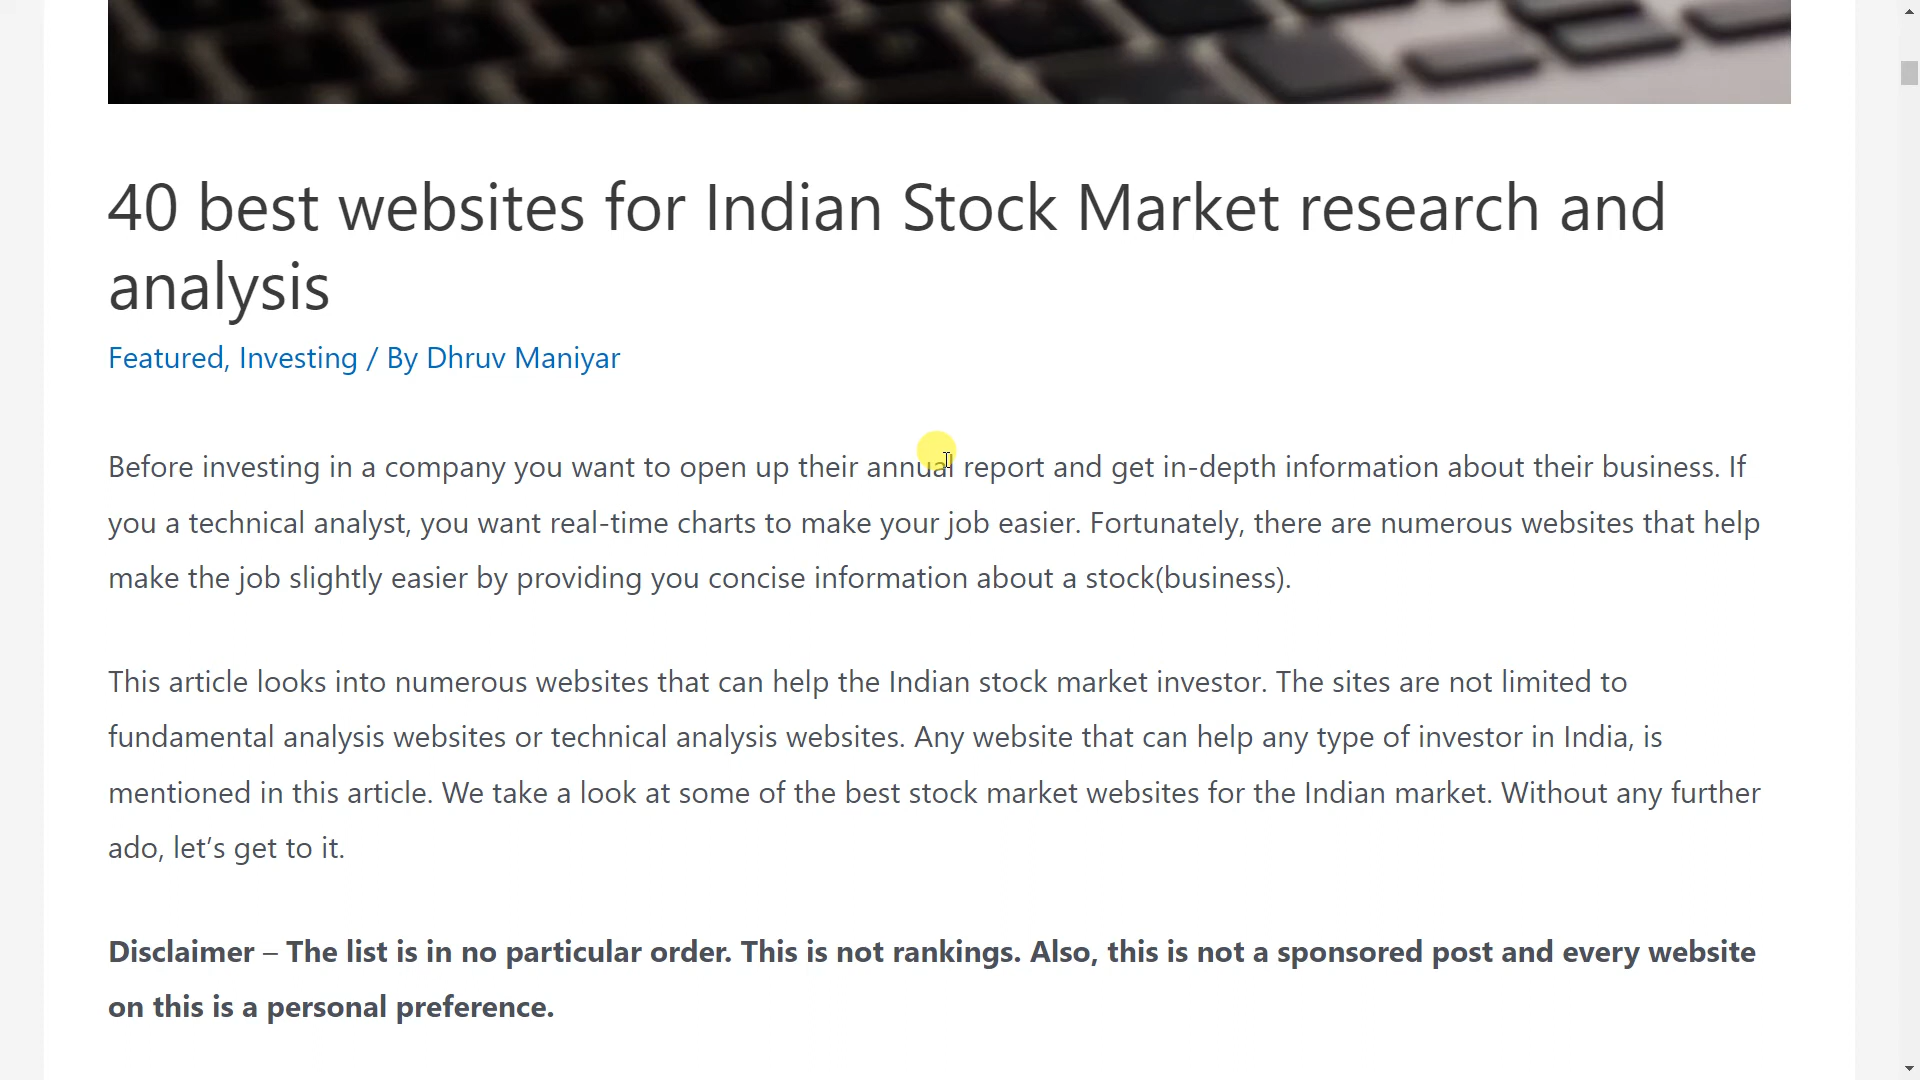 40 best websites for Indian Stock Market research and
analysis
Featured, Investing / By Dhruv Maniyar
Before investing in a company you want to open up their annual report and get in-depth information about their business. If
you a technical analyst, you want real-time charts to make your job easier. Fortunately, there are numerous websites that help
make the job slightly easier by providing you concise information about a stock(business).
This article looks into numerous websites that can help the Indian stock market investor. The sites are not limited to
fundamental analysis websites or technical analysis websites. Any website that can help any type of investor in India, is
mentioned in this article. We take a look at some of the best stock market websites for the Indian market. Without any further
ado, let’s get to it.
Disclaimer – The list is in no particular order. This is not rankings. Also, this is not a sponsored post and every website
on this is a personal preference.